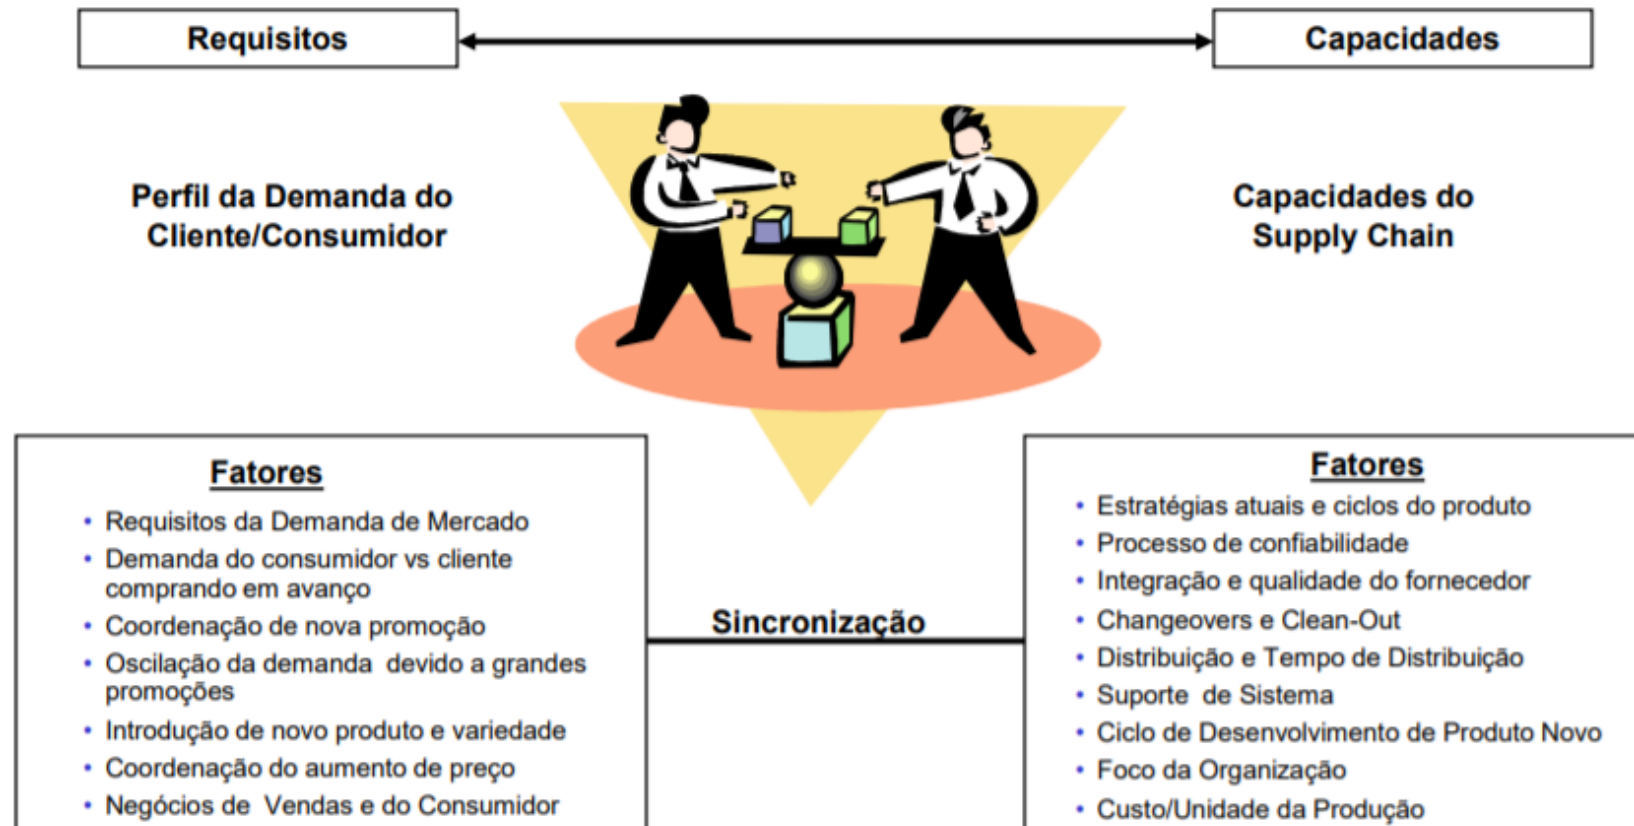 Requisitos
Capacidades
Perfil da Demanda do
Cliente/Consumidor
Capacidades do
Supply Chain
Fatores
• Requisitos da Demanda de Mercado
• Demanda do consumidor vs cliente
comprando em avanço
• Coordenação de nova promoção
• Oscilação da demanda devido a grandes
promoções
• Introdução de novo produto e variedade
• Coordenação do aumento de preço
• Negócios de Vendas e do Consumidor
Sincronização
Fatores
• Estratégias atuais e ciclos do produto
• Processo de confiabilidade
• Integração e qualidade do fornecedor
• Changeovers e Clean-Out
• Distribuição e Tempo de Distribuição
• Suporte de Sistema
• Ciclo de Desenvolvimento de Produto Novo
• Foco da Organização
• Custo/Unidade da Produção